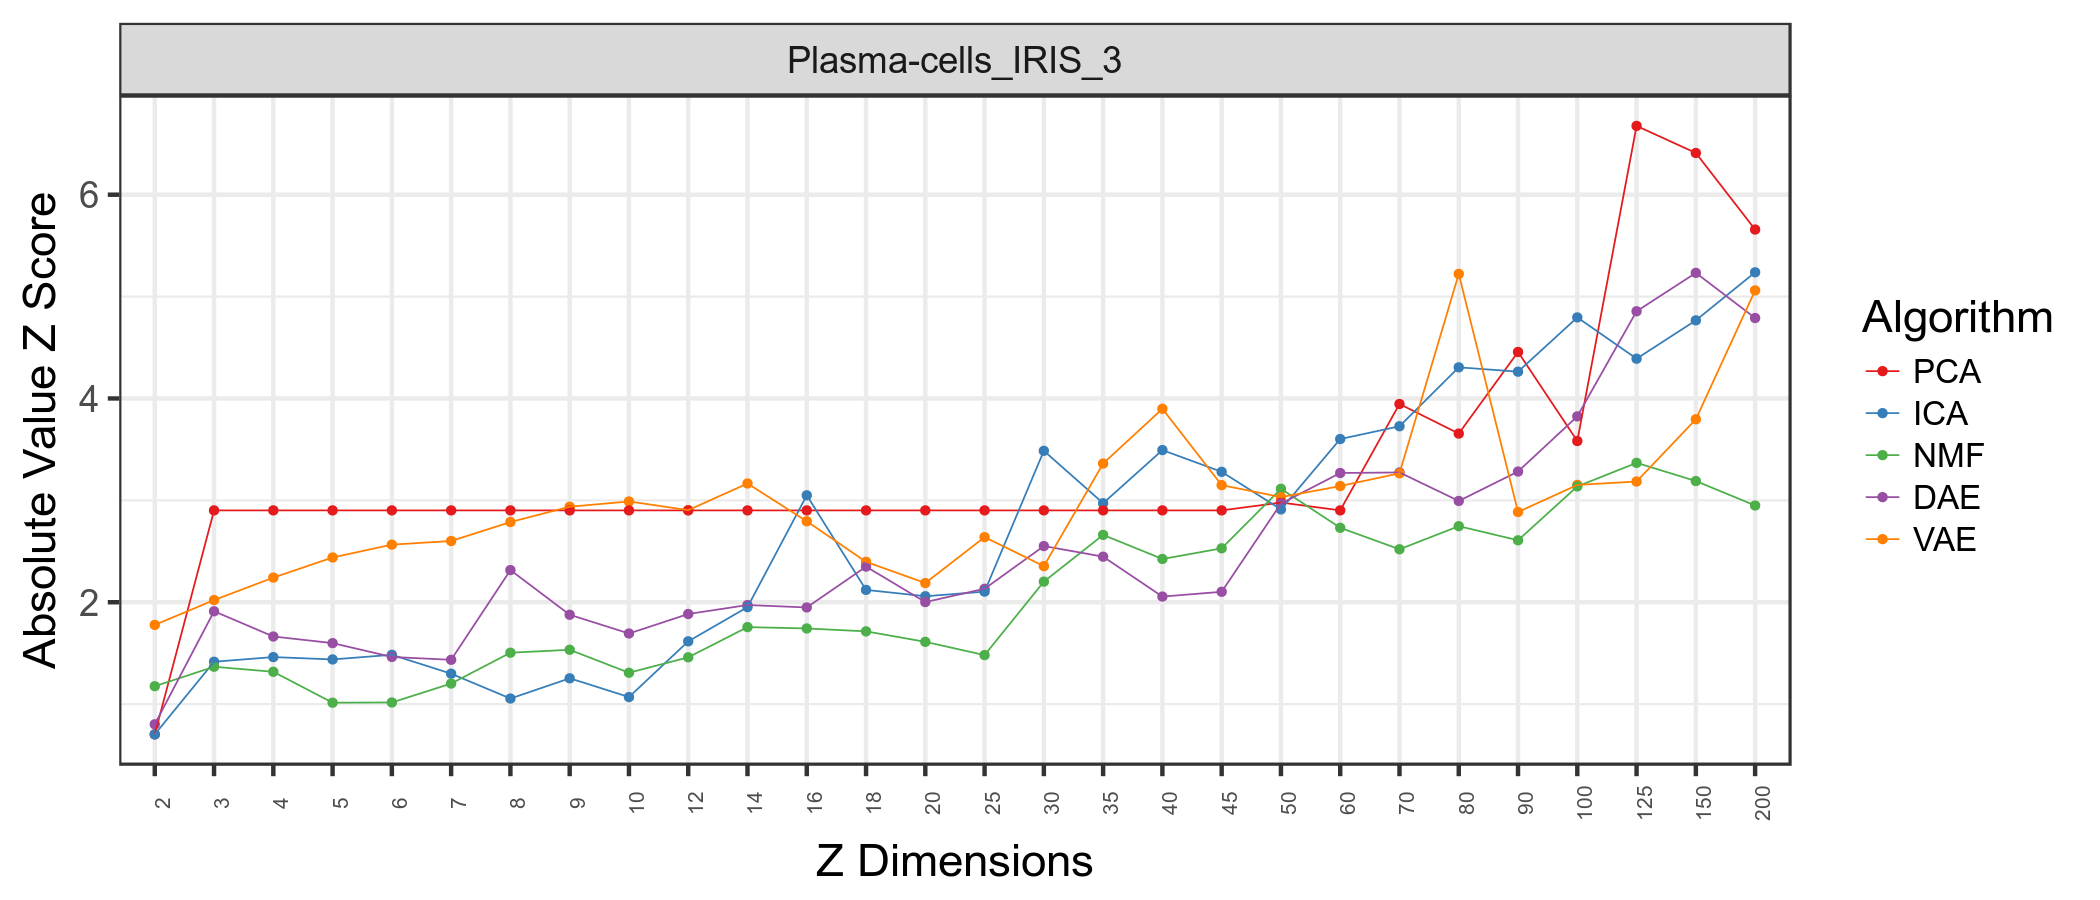 Plasma-cells_IRIS_3
Absolute Value Z Score
6
4
2
2 3 4 5 6 7 8 9 10 12 14 16 18 20 25 30 35 40 45 50 60 70 80 90 100 125 150 200
Z Dimensions
Algorithm
PCA
ICA
NMF
DAE
VAE